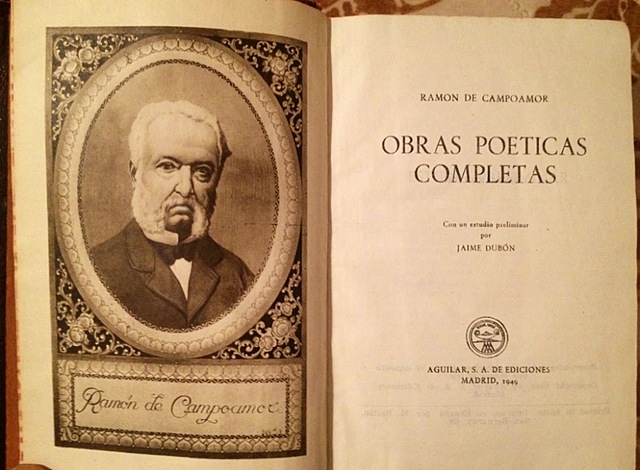 Ramón de Campoamor.
RAMON DE CAMPOAMOR
OBRAS POETICAS
COMPLETAS
Con un estudio preliminar
por
JAIME DUBÓN
AGUILAR, S. A. DE EDICIONES
MADRID, 1949